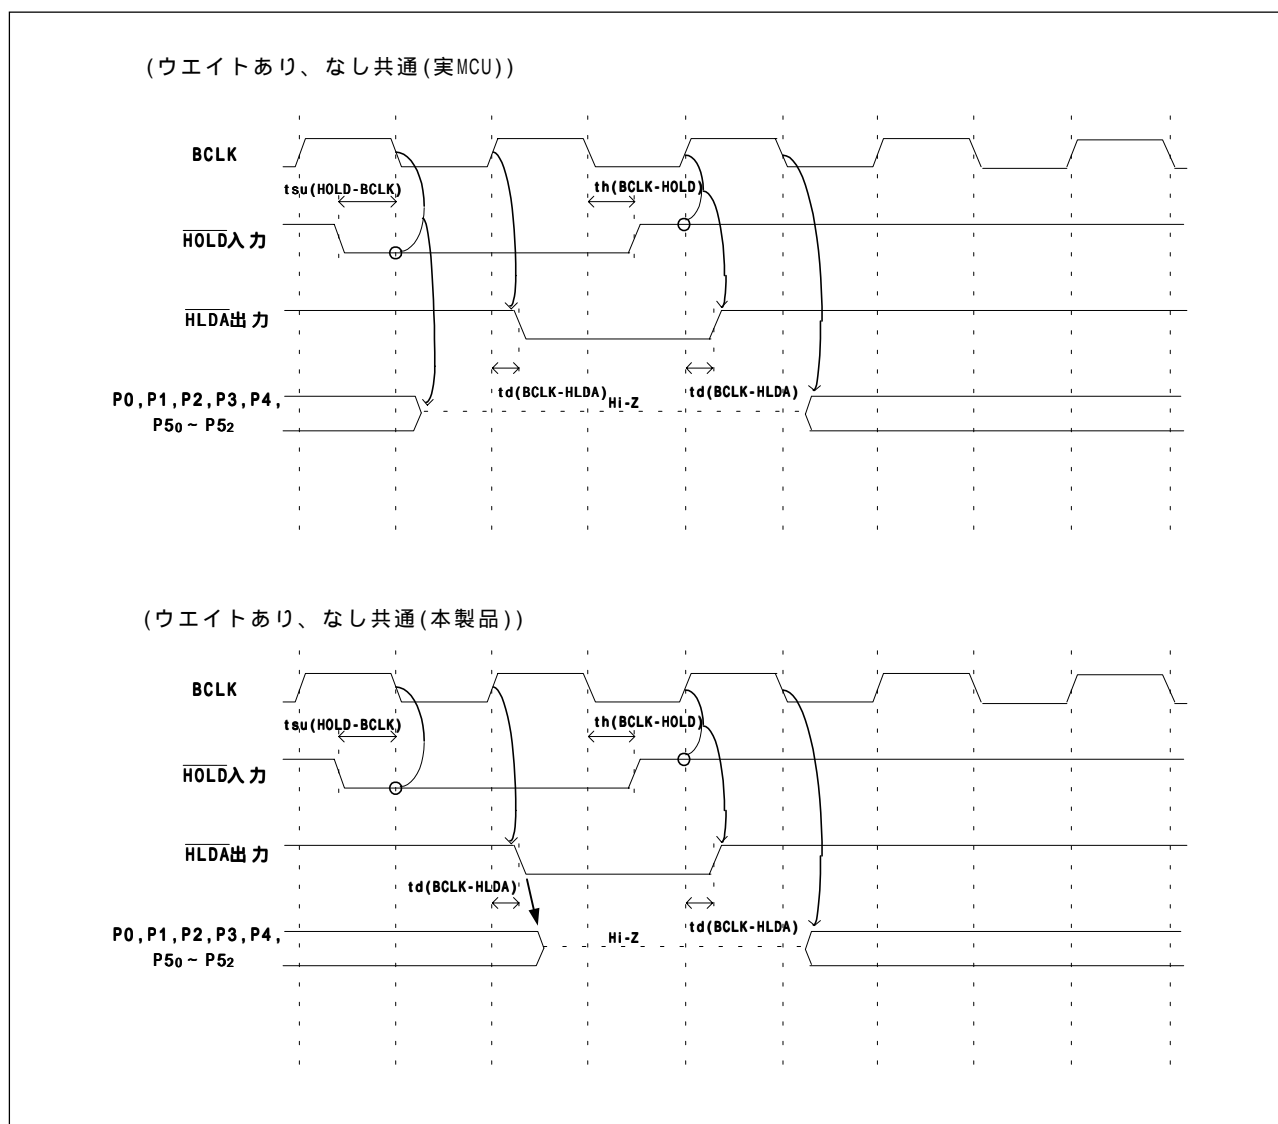 (ウエイトあり、なし共通(実MCU))
BCLK
tsu(HOLD-BCLK)
th(BCLK-HOLD)
HOLD入力
HLDA出力
td(BCLK-HLDA)
Hi-Z
td(BCLK-HLDA)
P0,P1,P2,P3,P4,
P50~P52
(ウエイトあり、なし共通(本製品))
BCLK
tsu(HOLD-BCLK)
th(BCLK-HOLD)
HOLD入力
HLDA出力
td(BCLK-HLDA)
td(BCLK-HLDA)
P0,P1,P2,P3,P4,
Hi-Z
P50~P52